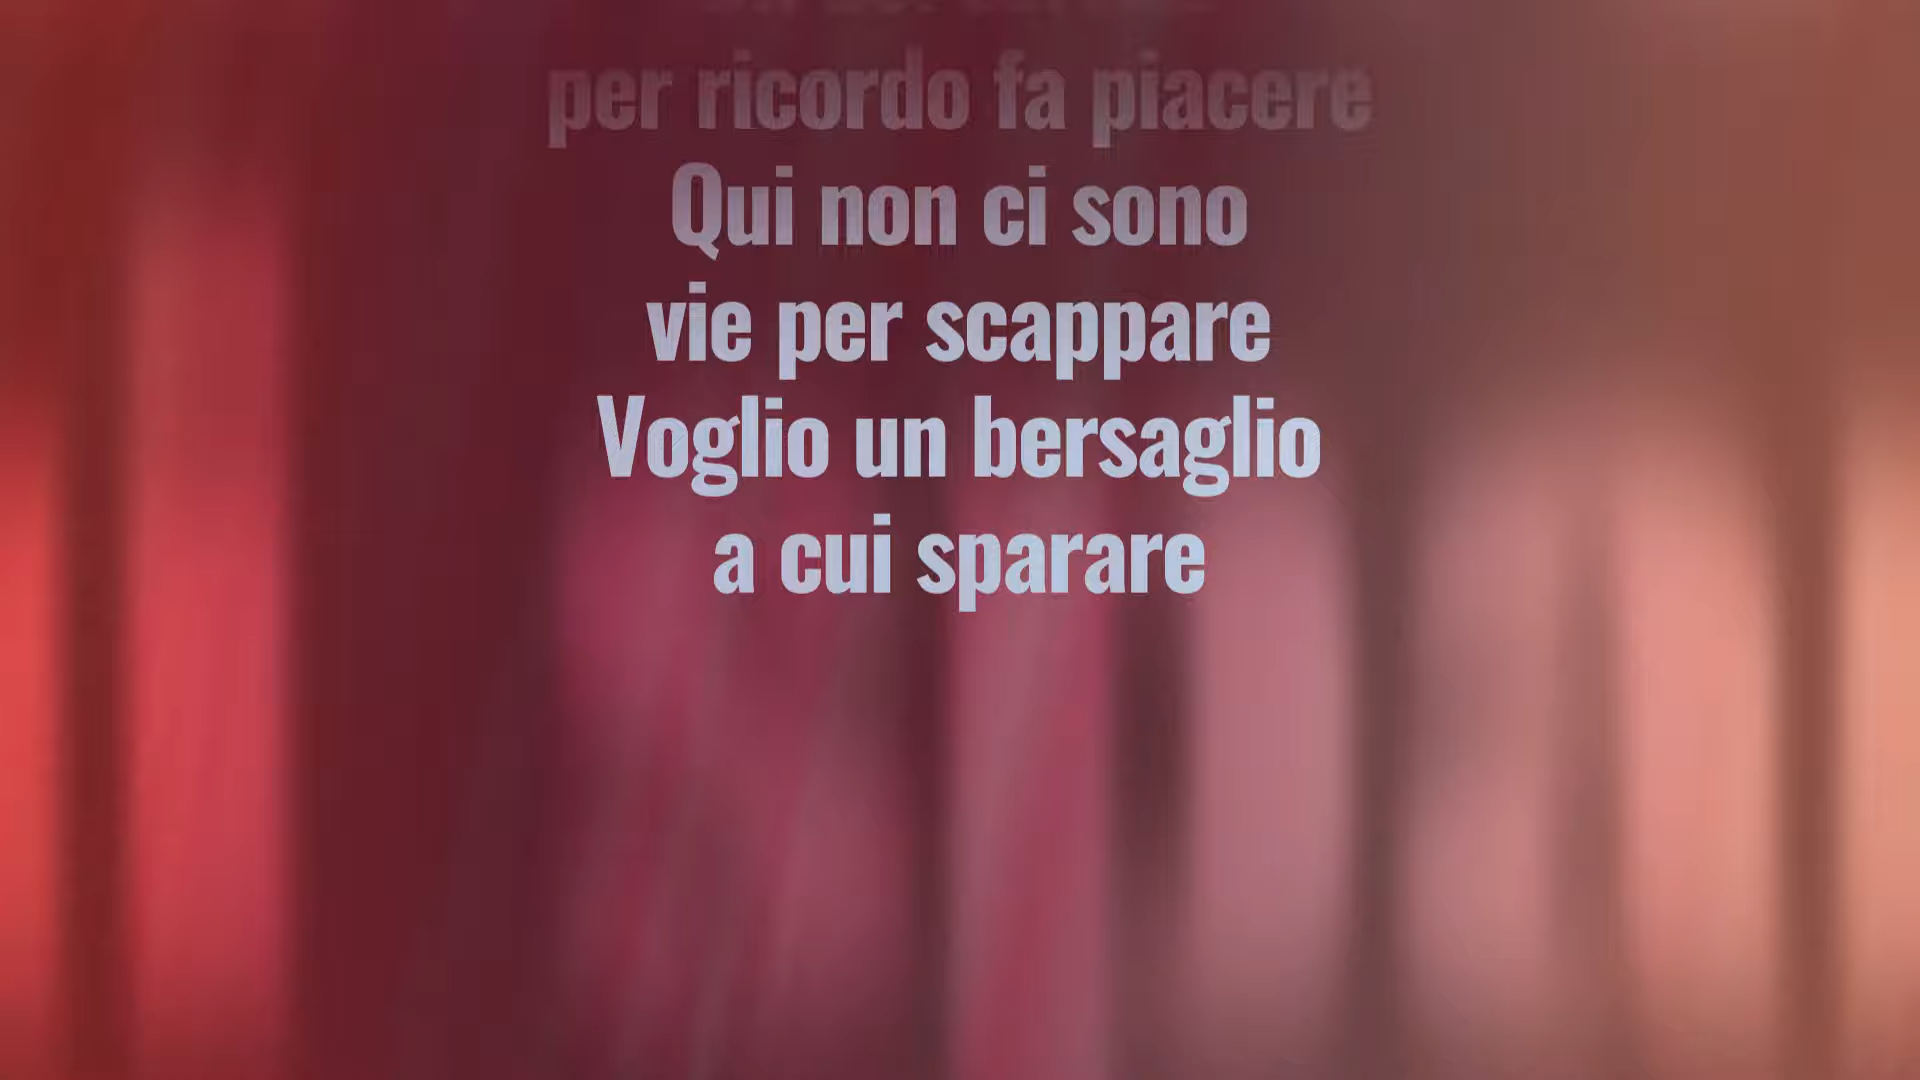 per ricordo fa piacere
Qui non ci sono
vie per scappare
Voglio un bersaglio
a cui sparare